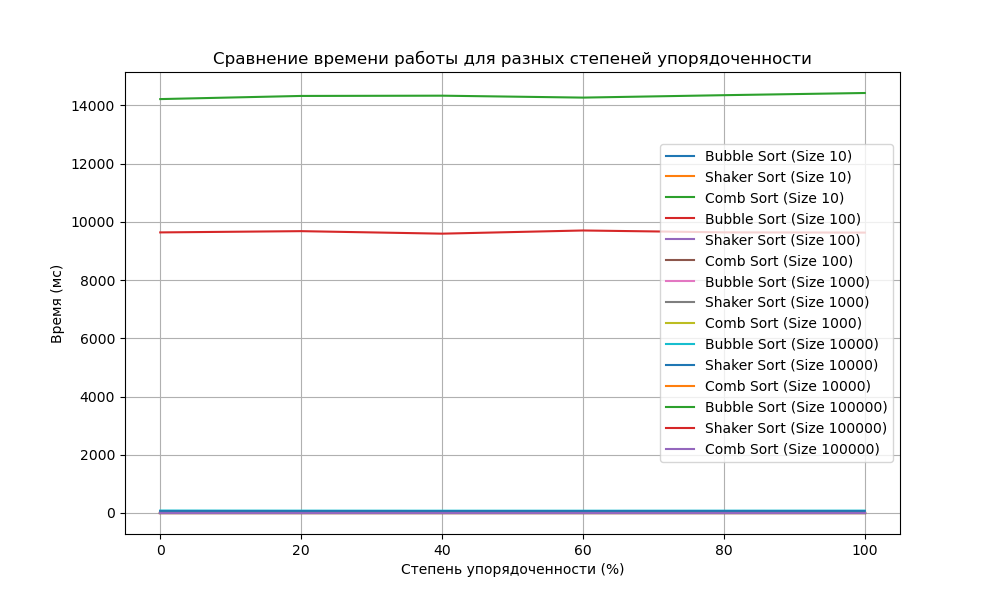 Сравнение времени работы для разных степеней упорядоченности
Время (мс)
14000
12000
10000
8000
6000
4000
2000
0
Bubble Sort (Size 10)
Shaker Sort (Size 10)
Comb Sort (Size 10)
Bubble Sort (Size 100)
Shaker Sort (Size 100)
Comb Sort (Size 100)
Bubble Sort (Size 1000)
Shaker Sort (Size 1000)
Comb Sort (Size 1000)
Bubble Sort (Size 10000)
Shaker Sort (Size 10000)
Comb Sort (Size 10000)
Bubble Sort (Size 100000)
Shaker Sort (Size 100000)
Comb Sort (Size 100000)
0 20 40 60 80 100
Степень упорядоченности (%)